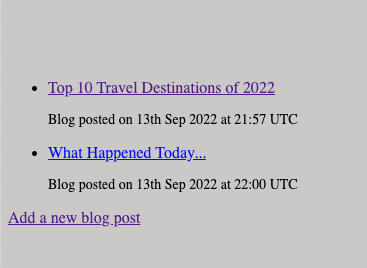 Top 10 Travel Destinations of 2022
Blog posted on 13th Sep 2022 at 21:57 UTC
What Happened Today...
Blog posted on 13th Sep 2022 at 22:00 UTC
Add a new blog post